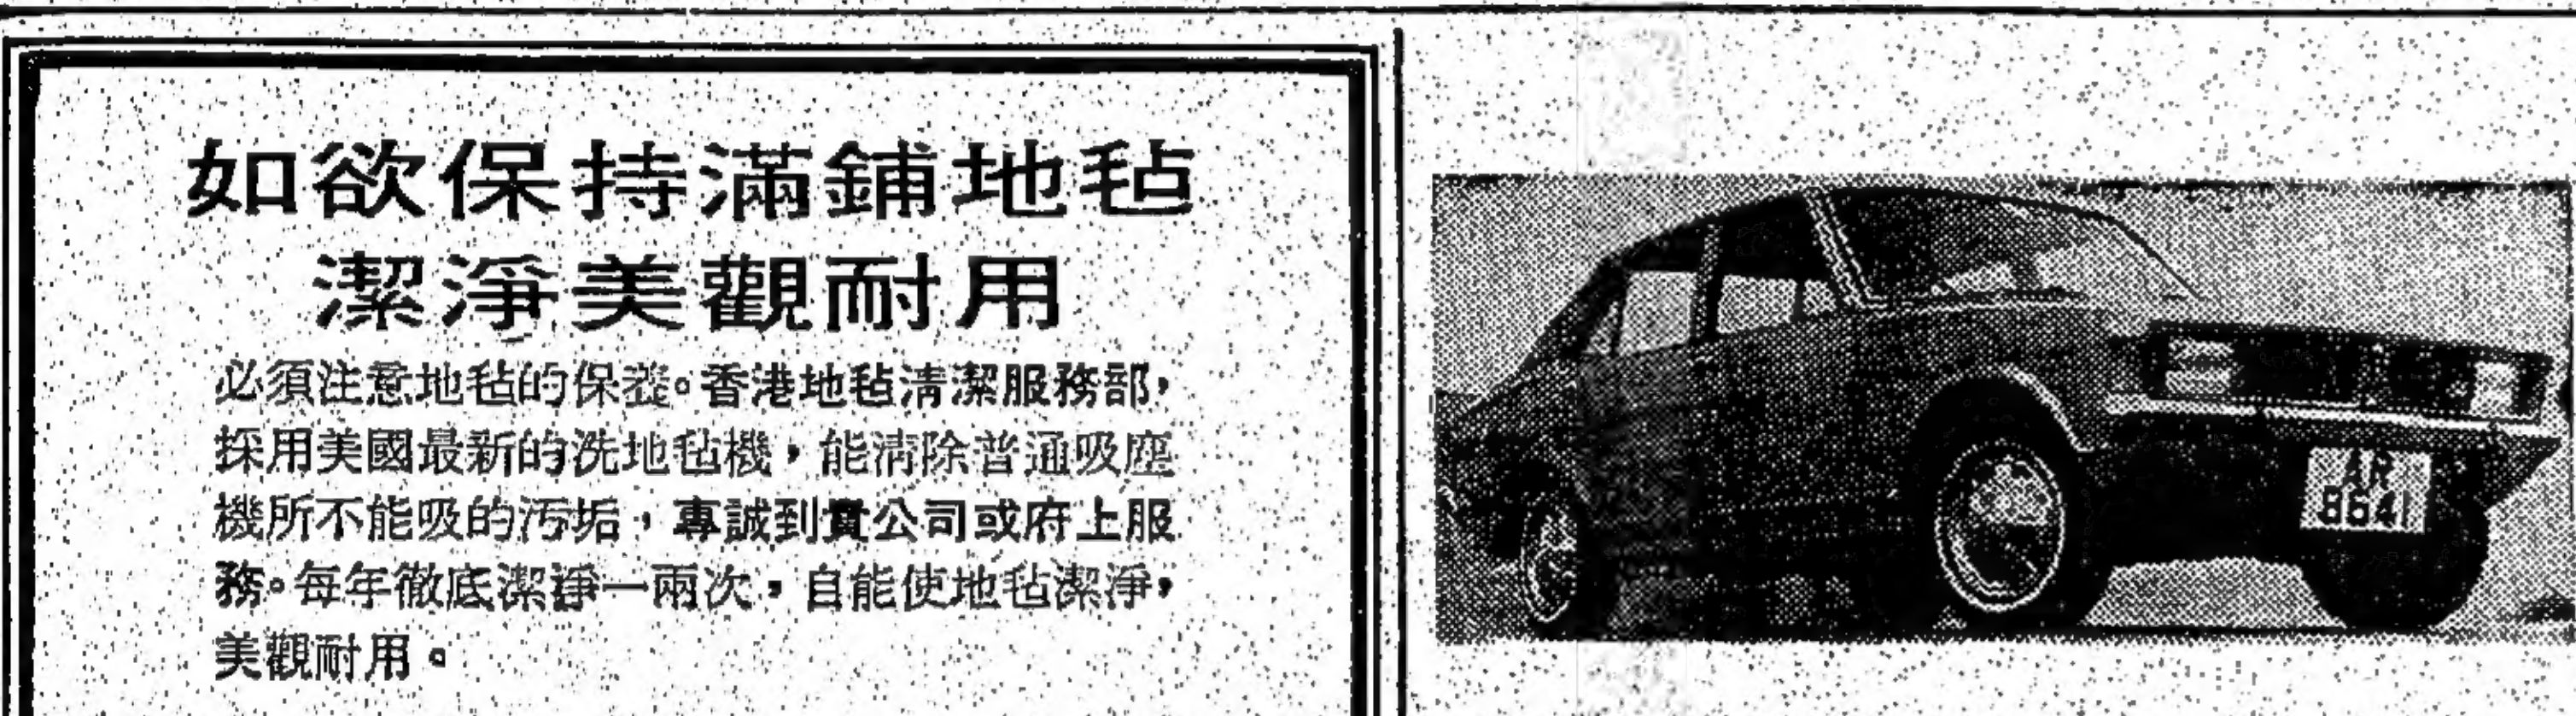 如欲保持滿鋪地毡
潔淨美觀耐用
必須注意地毡的保養。香港地毡清潔服務部，
採用美國最新的洗地毡機，能清除普通吸塵
機所不能吸的污垢，專誠到貴公司或府上服
務。每年徹底潔淨一兩次，自能使地毡潔淨，
美觀耐用。
AR
8641